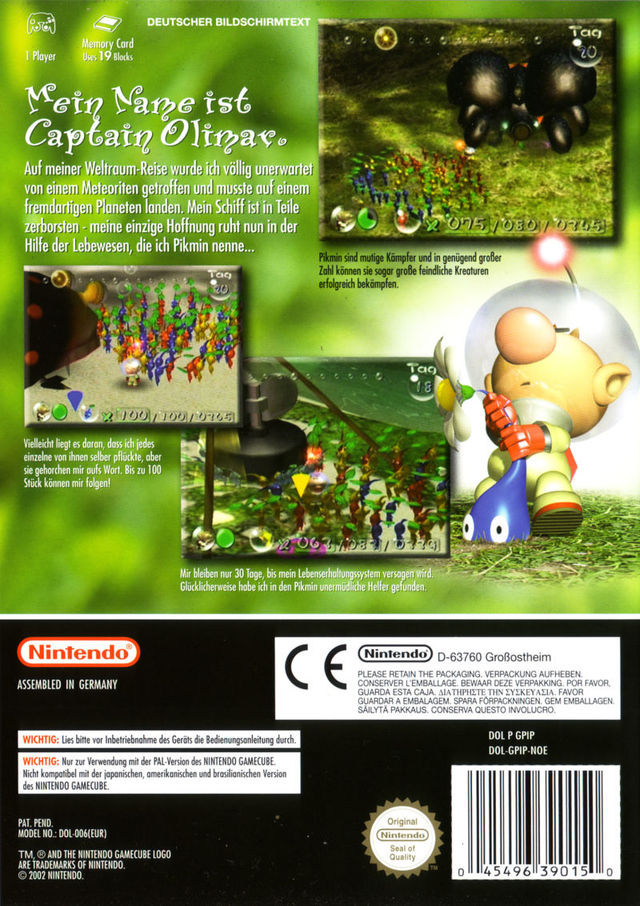 DEUTSCHER BILDSCHIRMTEXT
1 Player
Memory Card
Uses 19 Blocks
Mein Name ist
Captain Olimar.
Auf meiner Weltraum-Reise wurde ich völlig unerwartet
von einem Meteoriten getroffen und musste auf einem
fremdartigen Planeten landen. Mein Schiff ist in Teile
zerborsten - meine einzige Hoffnung ruht nun in der
Hilfe der Lebewesen, die ich Pikmin nenne...
Tag
20
x 075/080/0345
Pikmin sind mutige Kämpfer und in genügend großer
Zahl können sie sogar große feindliche Kreaturen
erfolgreich bekämpfen.
Tag
20
x 100/100/0365
Vielleicht liegt es daran, dass ich jedes
einzelne von ihnen selber pflückte, aber
sie gehorchen mir aufs Wort. Bis zu 100
Stück können mir folgen!
Tag
18
Mir bleiben nur 30 Tage, bis mein Lebenserhaltungssystem versagen wird.
Glücklicherweise habe ich in den Pikmin unermüdliche Helfer gefunden.
Nintendo®
ASSEMBLED IN GERMANY
CE
Nintendo® D-63760 Großostheim
PLEASE RETAIN THE PACKAGING. VERPACKUNG AUFHEBEN.
CONSERVER L'EMBALLAGE. BEWAAR DEZE VERPAKKING. POR FAVOR,
GUARDA ESTA CAJA. ΔΙΑΤΗΡΗΣΤΕ ΤΗΝ ΣΥΣΚΕΥΑΣΙΑ. FAVOR
GUARDAR A EMBALAGEM. SPARA FÖRPACKNINGEN. GEM EMBALLAGEN.
SÄILYTÄ PAKKAUS. CONSERVA QUESTO INVOLUCRO.
WICHTIG: Lies bitte vor Inbetriebnahme des Geräts die Bedienungsanleitung durch.
WICHTIG: Nur zur Verwendung mit der PAL-Version des NINTENDO GAMECUBE.
Nicht kompatibel mit der japanischen, amerikanischen und brasilianischen Version
des NINTENDO GAMECUBE.
DOL P GPIP
DOL-GPIP-NOE
PAT. PEND.
MODEL NO.: DOL-006(EUR)
TM, ® AND THE NINTENDO GAMECUBE LOGO
ARE TRADEMARKS OF NINTENDO.
© 2002 NINTENDO.
Original
Nintendo®
Seal of
Quality
TM
0 45496 39015 0